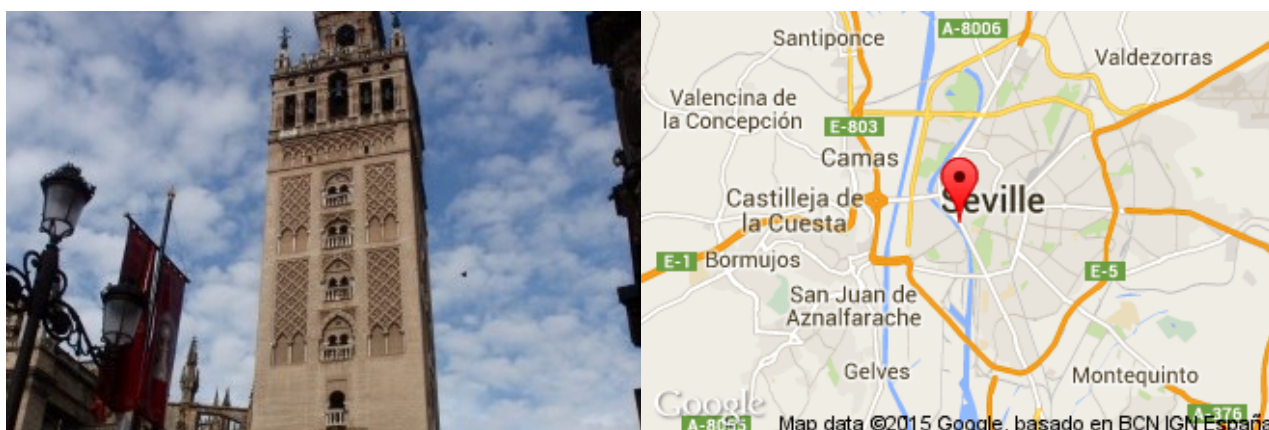 A-8006
Santiponce
Valdezorras
Valencina de
la Concepción
E-803
Camas
Castilleja de
la Cuesta
Seville
E-1
Bormujos
E-5
San Juan de
Aznalfarache
Gelves
Montequinto
Google
A-376
Map data ©2015 Google, basado en BCN IGN España